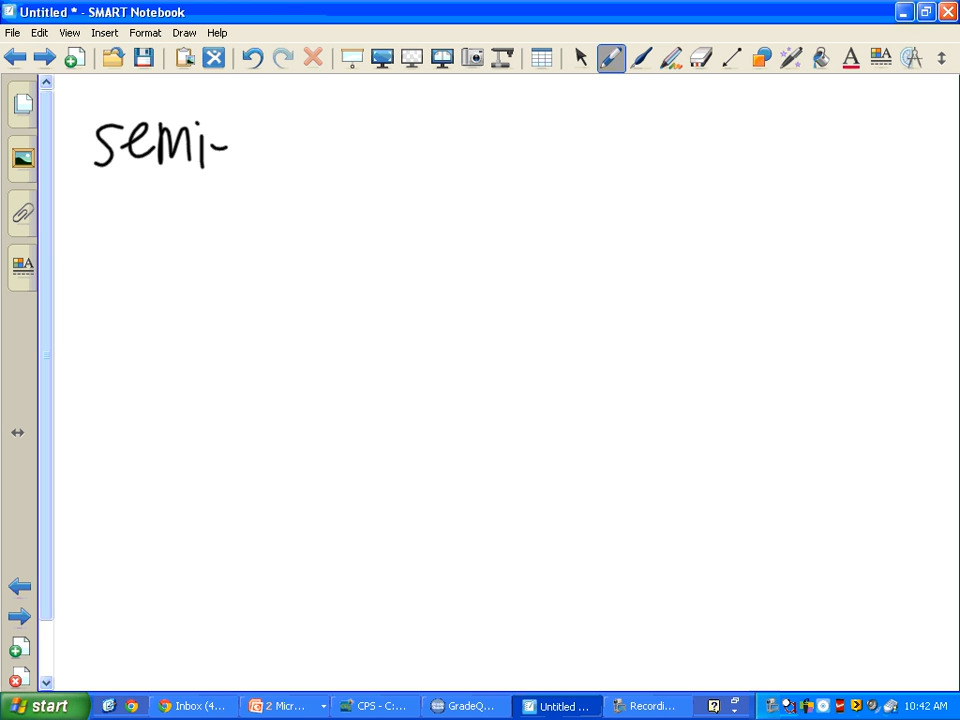 Untitled * - SMART Notebook
File Edit View Insert Format Draw Help
semi-
start Inbox (4... 2 Micr... CPS - C:... GradeQ... Untitled ... Recordi... 10:42 AM